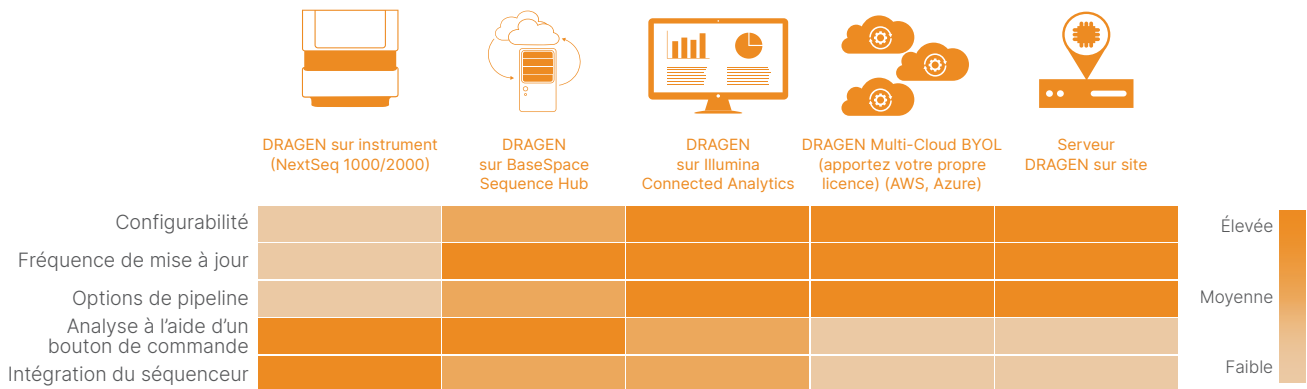 DRAGEN sur instrument
(NextSeq 1000/2000)
DRAGEN
sur BaseSpace
Sequence Hub
DRAGEN
sur Illumina
Connected Analytics
DRAGEN Multi-Cloud BYOL
(apportez votre propre
licence) (AWS, Azure)
Serveur
DRAGEN sur site
Configurabilité
Fréquence de mise à jour
Options de pipeline
Analyse à l’aide d’un
bouton de commande
Intégration du séquenceur
Élevée
Moyenne
Faible